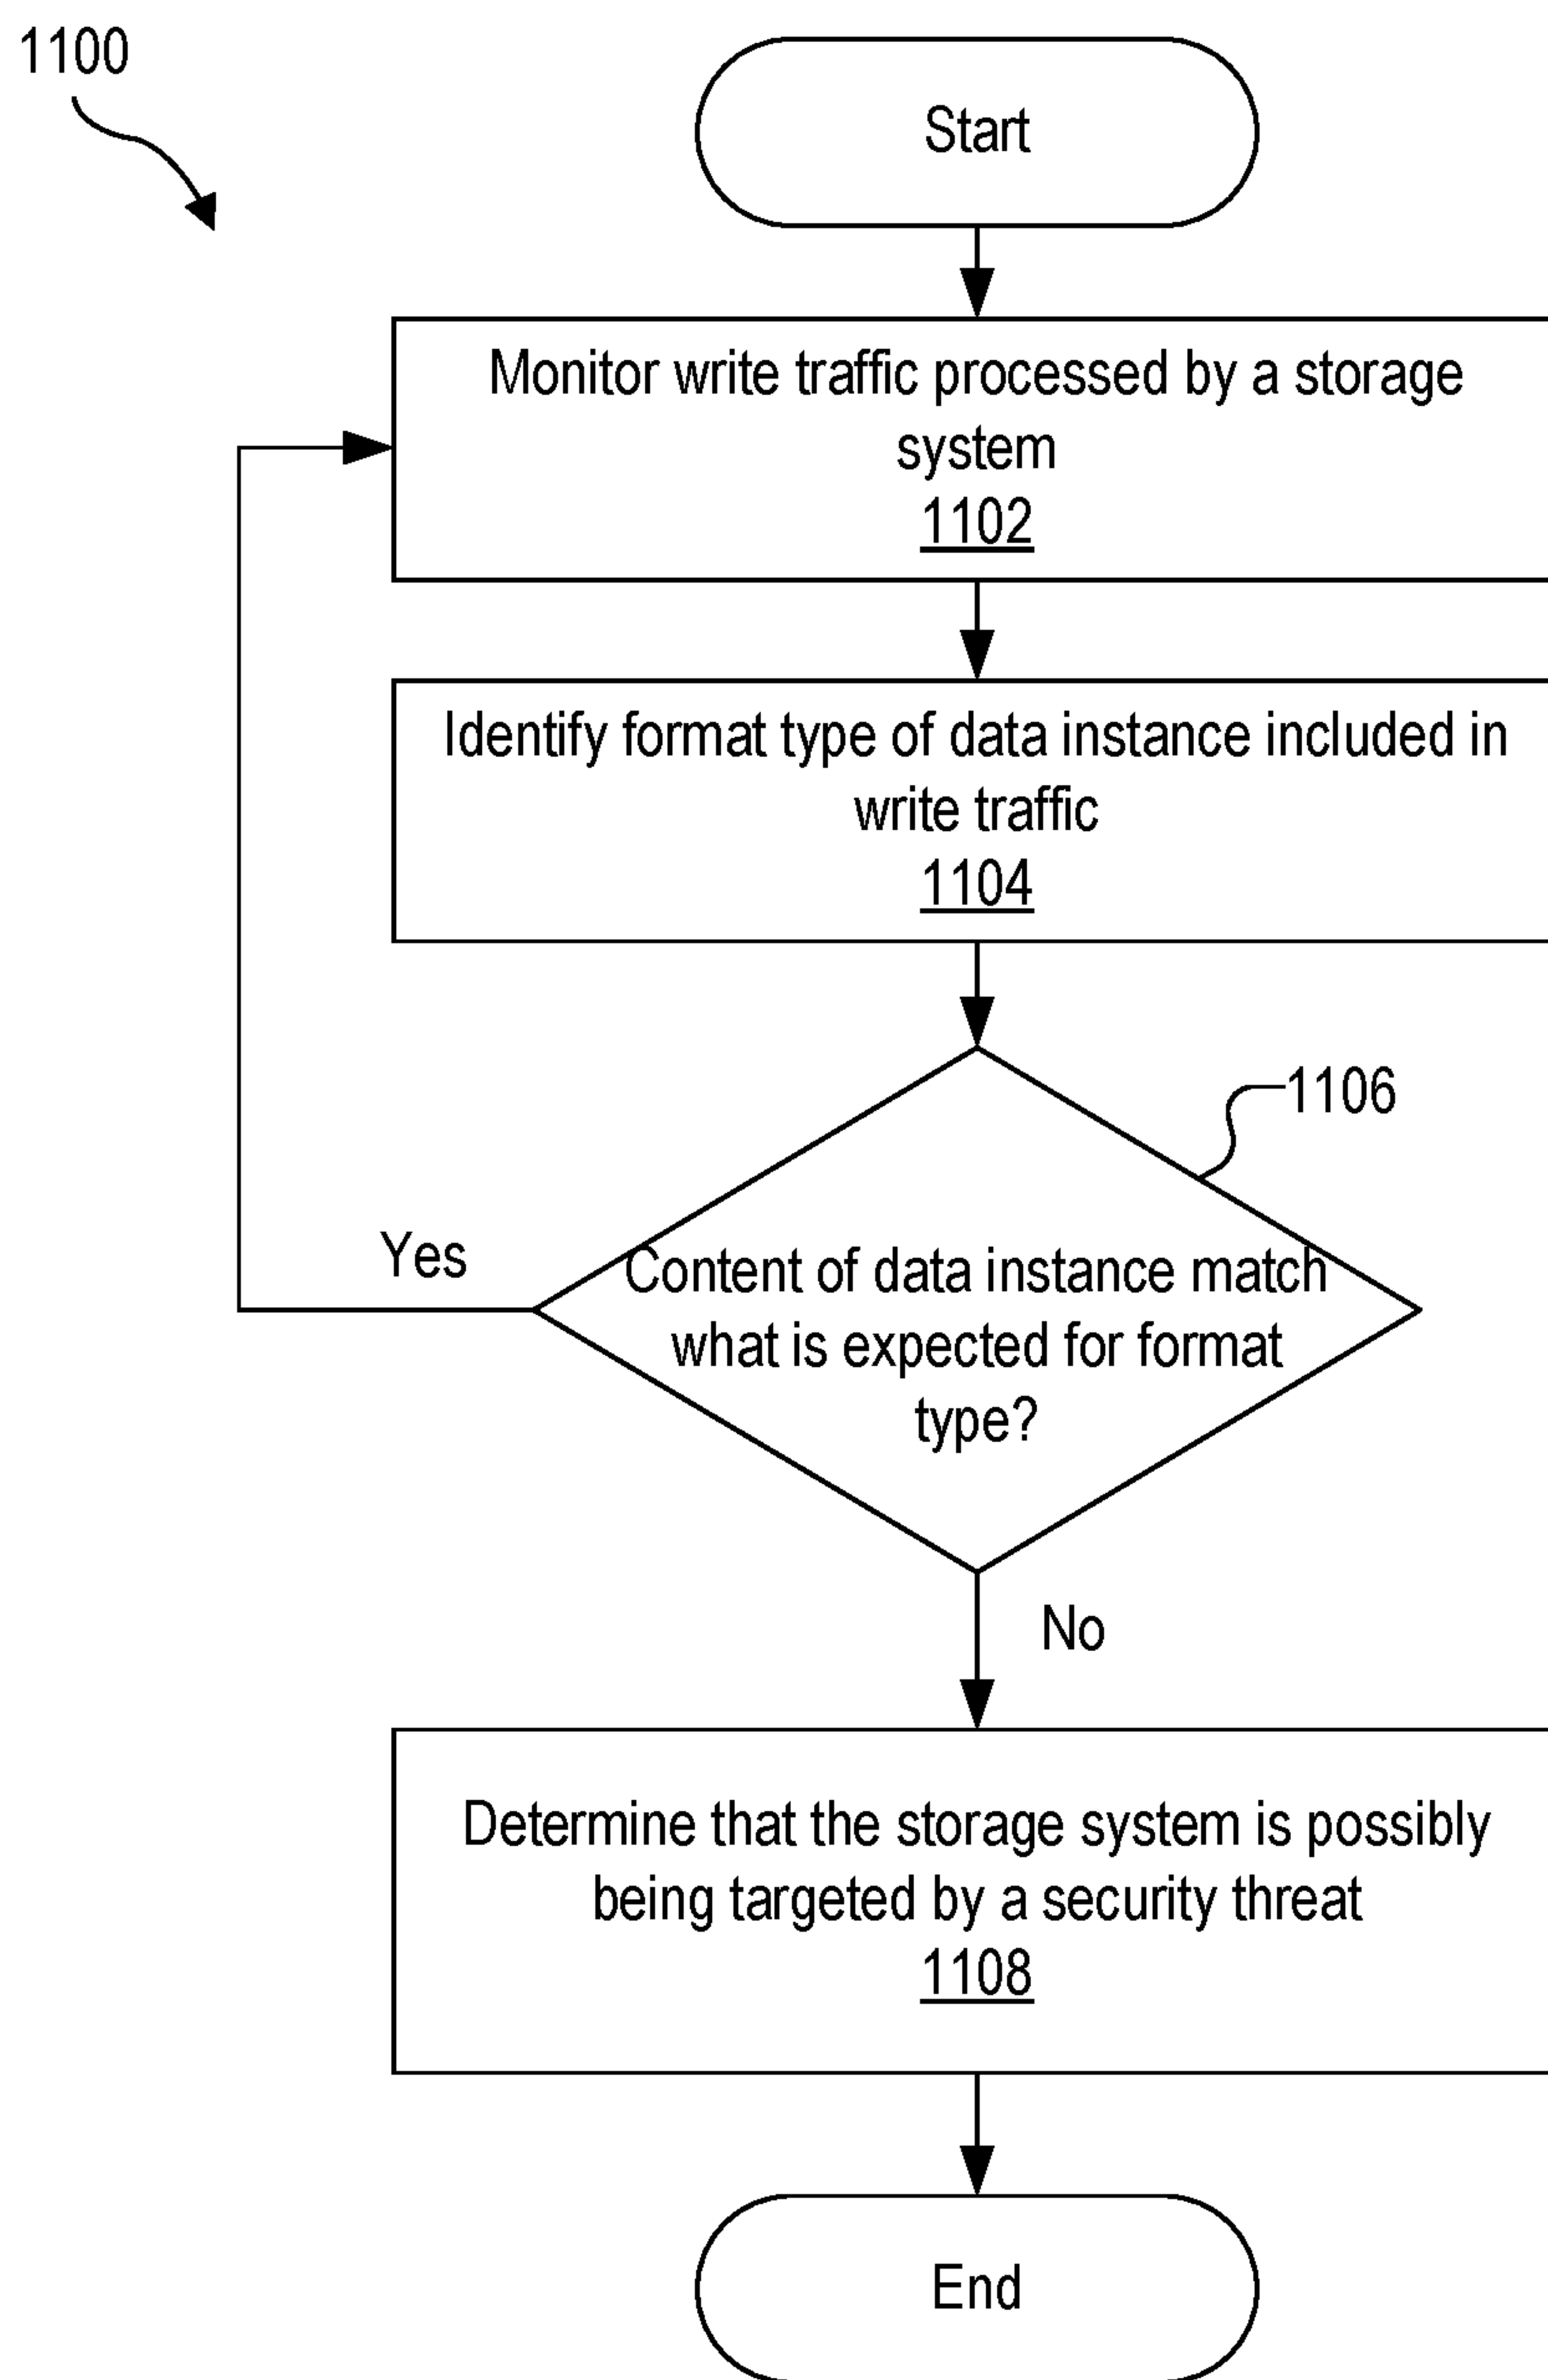 1100
Start
Monitor write traffic processed by a storage
system
1102
Identify format type of data instance included in
write traffic
1104
1106
Yes
Content of data instance match
what is expected for format
type?
No
Determine that the storage system is possibly
being targeted by a security threat
1108
End